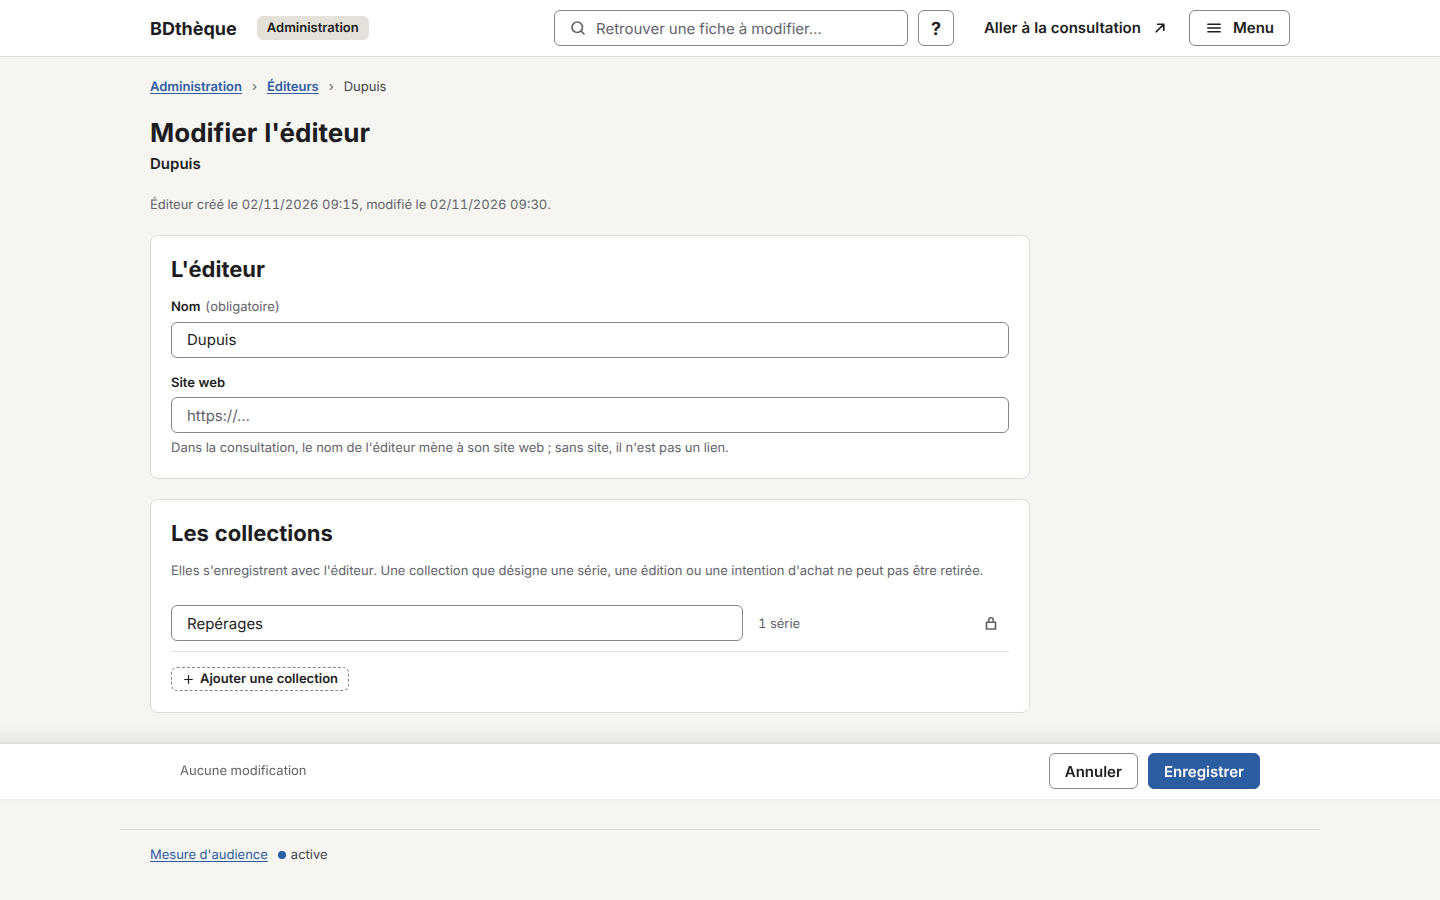 BDthèque
Administration
Retrouver une fiche à modifier...
?
Aller à la consultation
Menu
Administration › Éditeurs › Dupuis
Modifier l'éditeur
Dupuis
Éditeur créé le 02/11/2026 09:15, modifié le 02/11/2026 09:30.
L'éditeur
Nom (obligatoire)
Dupuis
Site web
https://...
Dans la consultation, le nom de l'éditeur mène à son site web ; sans site, il n'est pas un lien.
Les collections
Elles s'enregistrent avec l'éditeur. Une collection que désigne une série, une édition ou une intention d'achat ne peut pas être retirée.
Repérages
1 série
+ Ajouter une collection
Aucune modification
Annuler
Enregistrer
Mesure d'audience
active